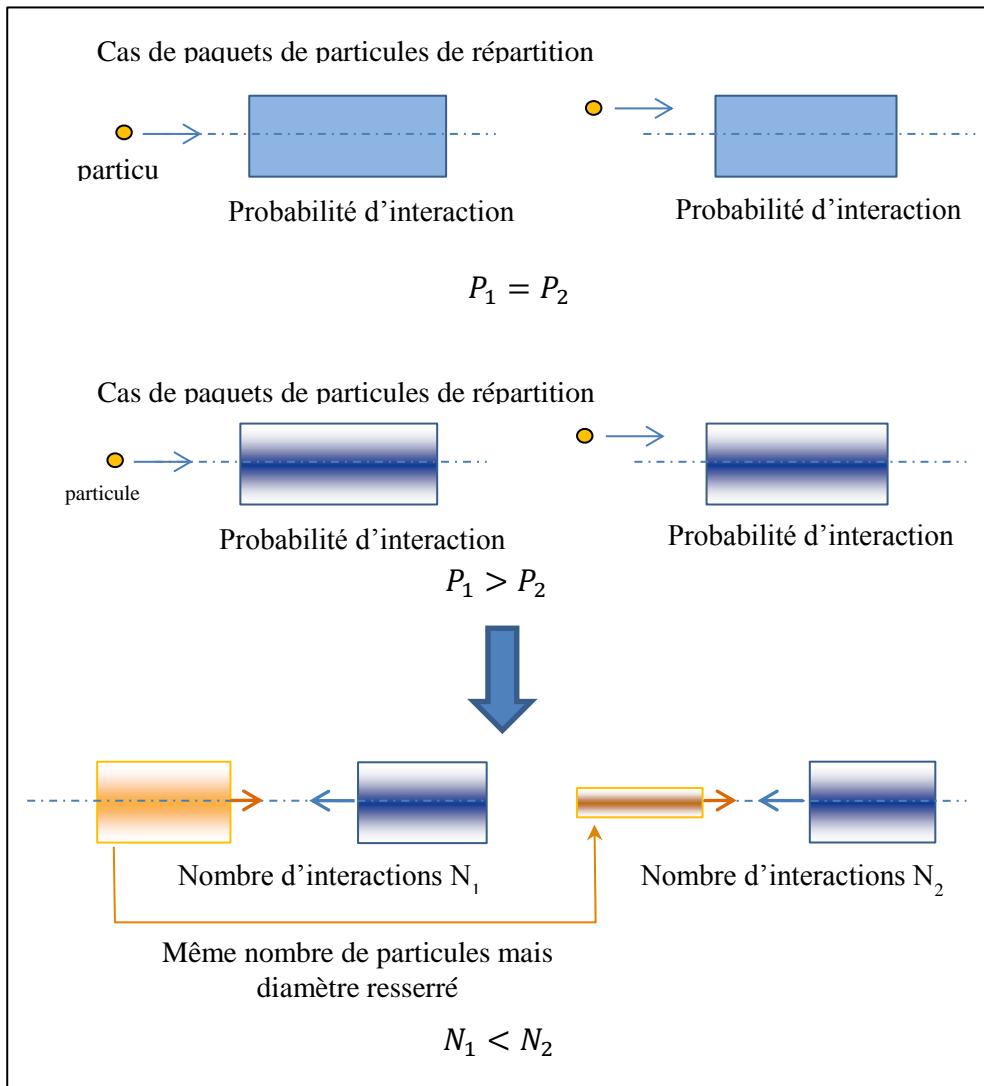 Cas de paquets de particules de répartition
particu
Probabilité d’interaction
Probabilité d’interaction
P₁ = P₂
Cas de paquets de particules de répartition
particule
Probabilité d’interaction
Probabilité d’interaction
P₁ > P₂
Nombre d’interactions N₁
Nombre d’interactions N₂
Même nombre de particules mais
diamètre resserré
N₁ < N₂